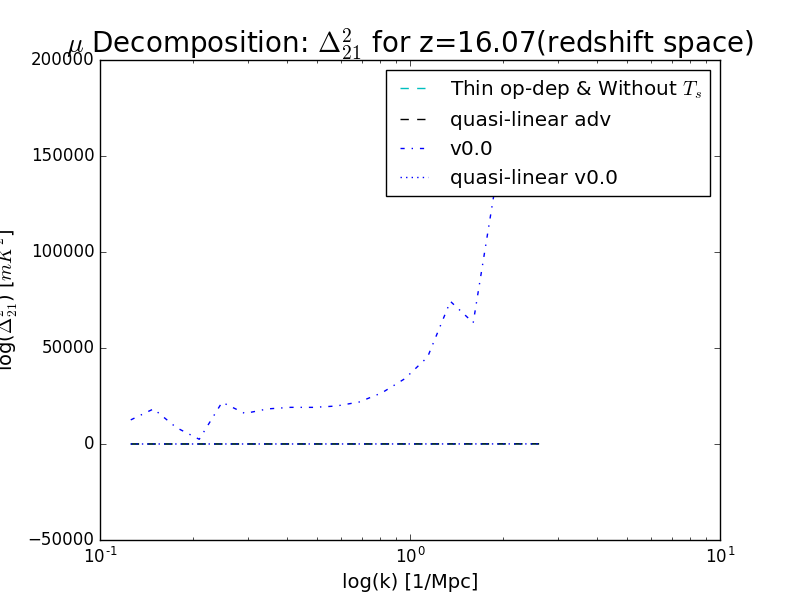 μ Decomposition: Δ²₂₁ for z=16.07(redshift space)
200000
150000
100000
50000
0
−50000
log(Δ²₂₁) [mK²]
Thin op-dep & Without Tₛ
quasi-linear adv
v0.0
quasi-linear v0.0
10⁻¹
10⁰
10¹
log(k) [1/Mpc]